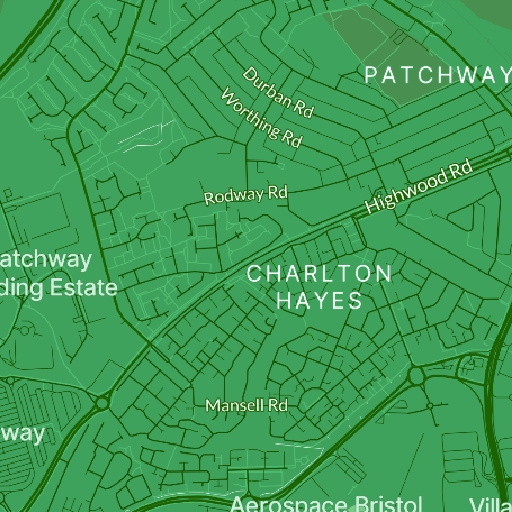 PATCHWAY
Durban Rd
Worthing Rd
Rodway Rd
Highwood Rd
atchway
ding Estate
CHARLTON
HAYES
Mansell Rd
way
Aerospace Bristol
Villa